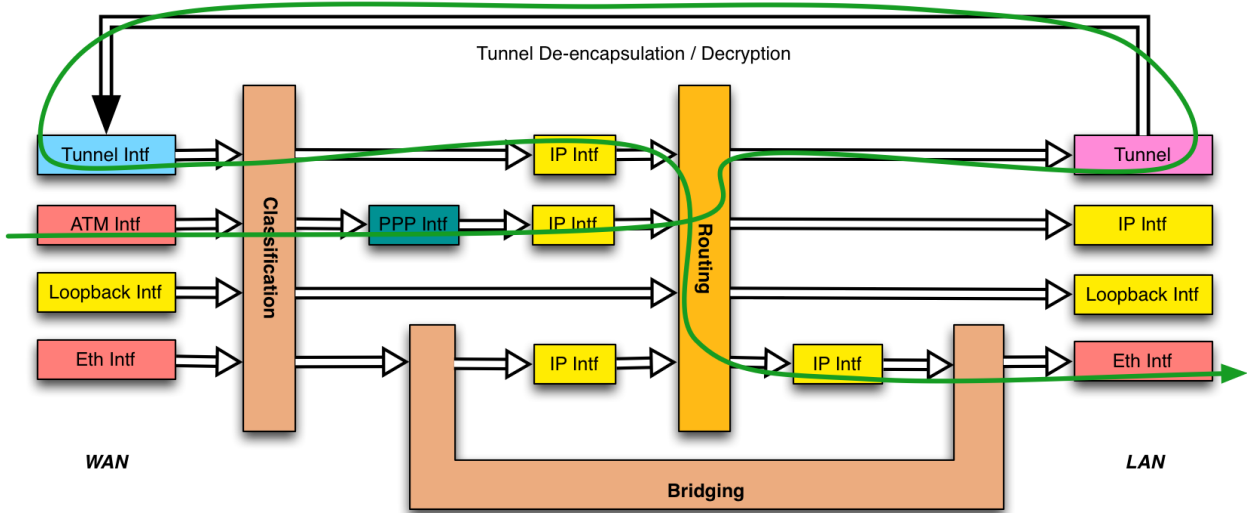 Tunnel De-encapsulation / Decryption
Tunnel Intf
IP Intf
Tunnel
ATM Intf
PPP Intf
IP Intf
IP Intf
Classification
Routing
Loopback Intf
Loopback Intf
Eth Intf
IP Intf
IP Intf
Eth Intf
WAN
LAN
Bridging